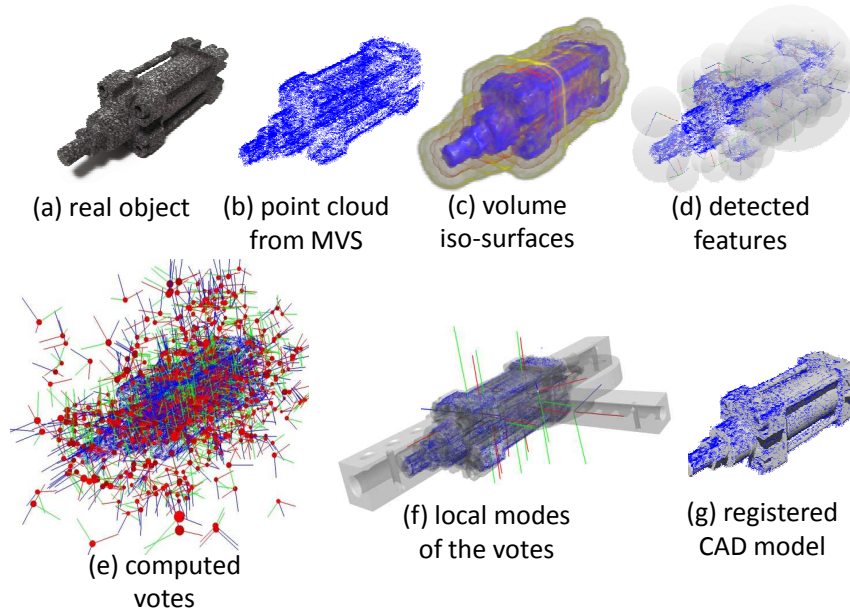 (a) real object
(b) point cloud
from MVS
(c) volume
iso-surfaces
(d) detected
features
(e) computed
votes
(f) local modes
of the votes
(g) registered
CAD model